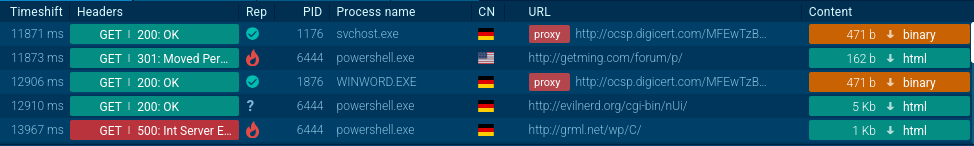 Timeshift Headers Rep PID Process name CN URL Content
11871 ms GET 200: OK 1176 svchost.exe proxy http://ocsp.digicert.com/MFEwTzB... 471 b binary
11873 ms GET 301: Moved Per... 6444 powershell.exe http://getming.com/forum/p/ 162 b html
12906 ms GET 200: OK 1876 WINWORD.EXE proxy http://ocsp.digicert.com/MFEwTzB... 471 b binary
12910 ms GET 200: OK ? 6444 powershell.exe http://evilnerd.org/cgi-bin/nUi/ 5 Kb html
13967 ms GET 500: Int Server E... 6444 powershell.exe http://grml.net/wp/C/ 1 Kb html